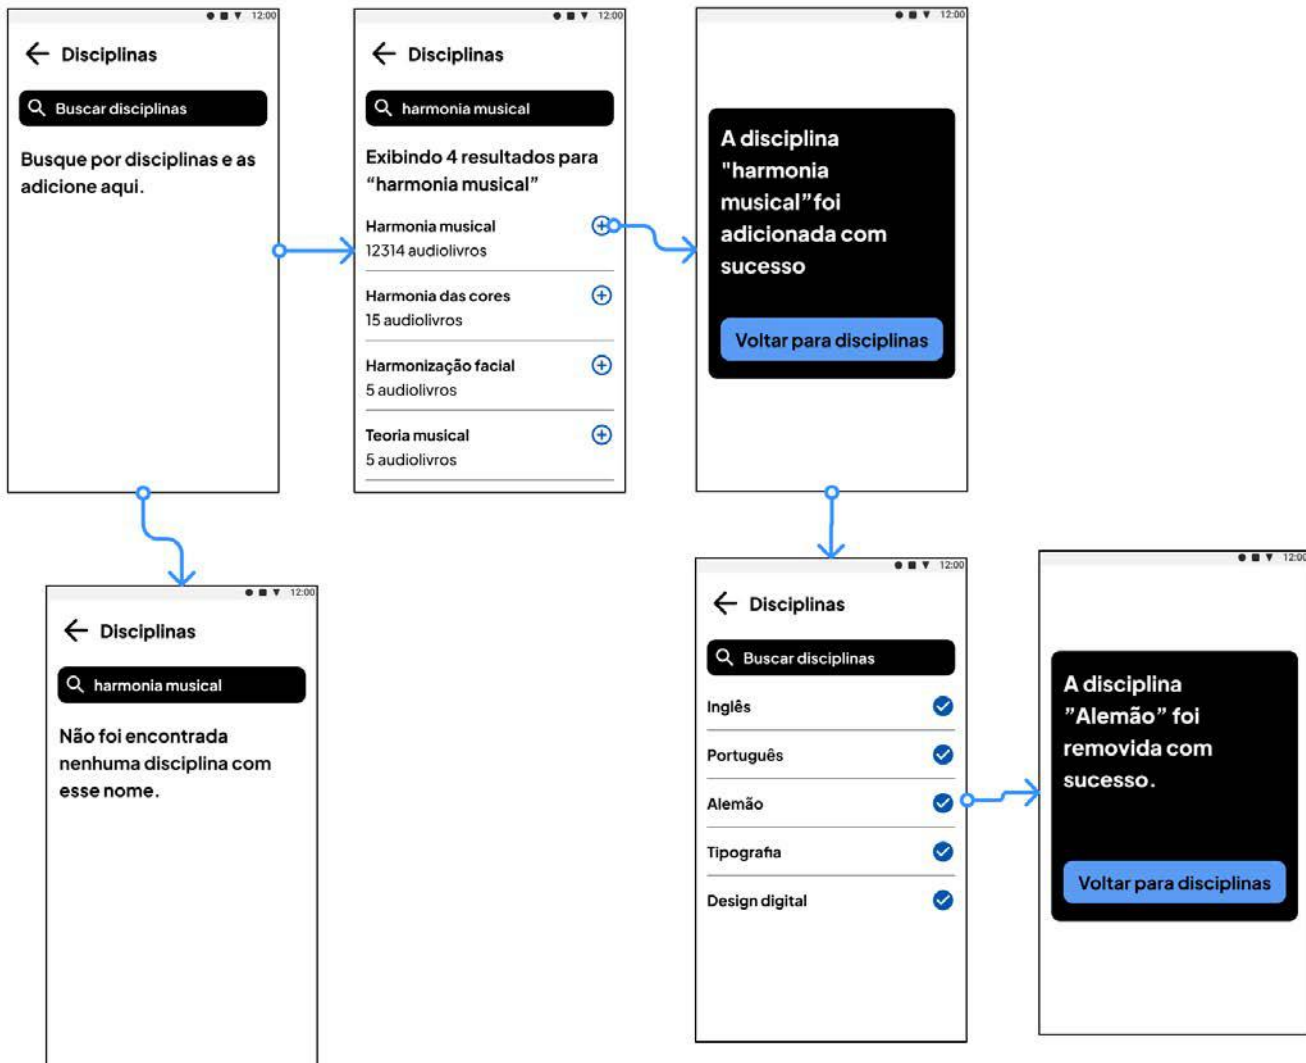 12:00
Disciplinas
Buscar disciplinas
Busque por disciplinas e as
adicione aqui.
12:00
Disciplinas
harmonia musical
Exibindo 4 resultados para
“harmonia musical”
Harmonia musical
12314 audiolivros
Harmonia das cores
15 audiolivros
Harmonização facial
5 audiolivros
Teoria musical
5 audiolivros
12:00
A disciplina
"harmonia
musical”foi
adicionada com
sucesso
Voltar para disciplinas
12:00
Disciplinas
harmonia musical
Não foi encontrada
nenhuma disciplina com
esse nome.
12:00
Disciplinas
Buscar disciplinas
Inglês
Português
Alemão
Tipografia
Design digital
12:00
A disciplina
”Alemão” foi
removida com
sucesso.
Voltar para disciplinas